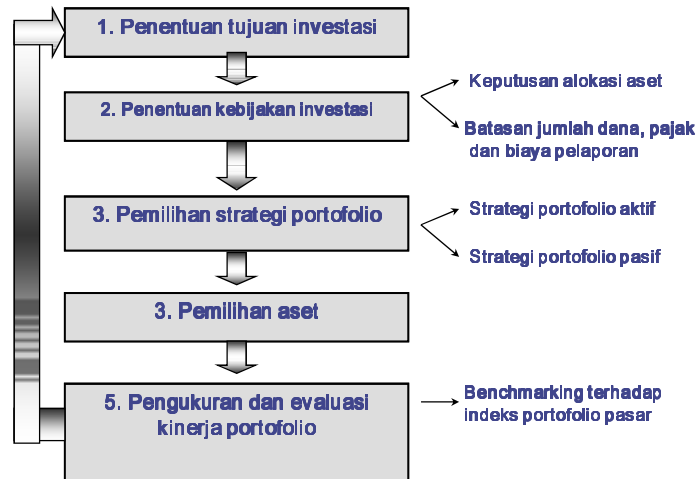 1. Penentuan tujuan investasi
2. Penentuan kebijakan investasi
Keputusan alokasi aset
Batasan jumlah dana, pajak
dan biaya pelaporan
3. Pemilihan strategi portofolio
Strategi portofolio aktif
Strategi portofolio pasif
3. Pemilihan aset
5. Pengukuran dan evaluasi
kinerja portofolio
Benchmarking terhadap
indeks portofolio pasar